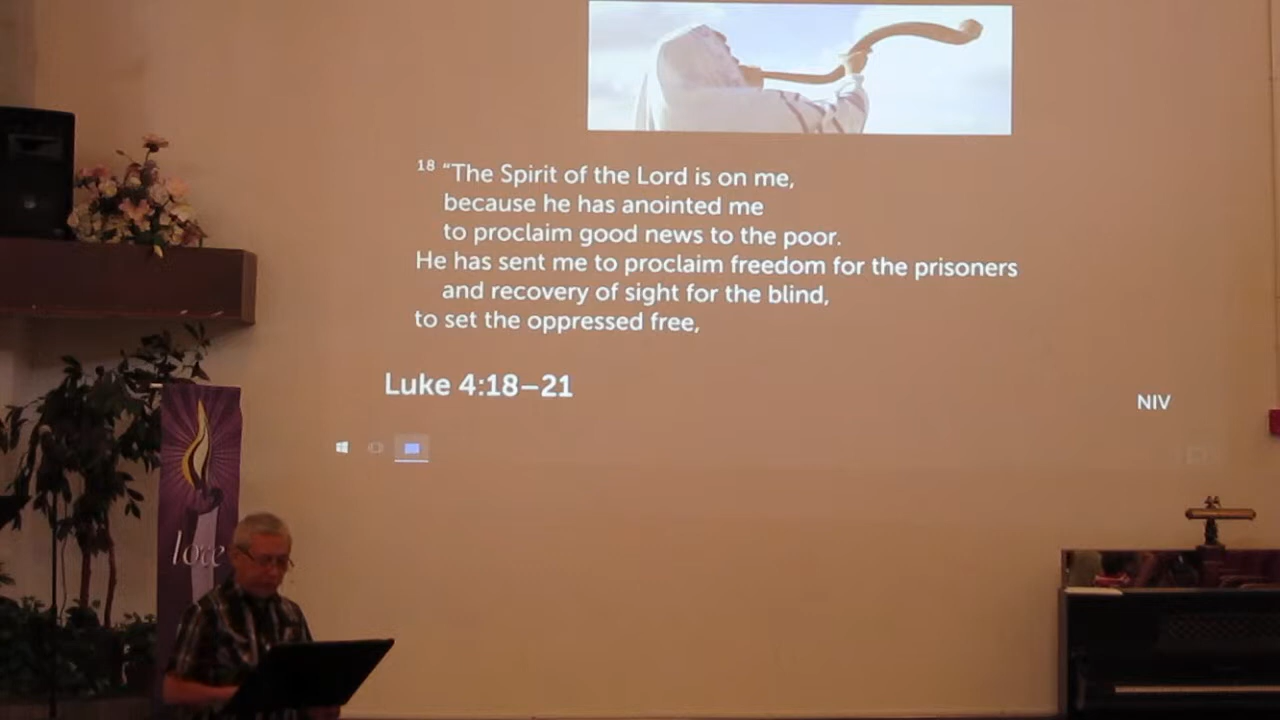 18 “The Spirit of the Lord is on me,
because he has anointed me
to proclaim good news to the poor.
He has sent me to proclaim freedom for the prisoners
and recovery of sight for the blind,
to set the oppressed free,
Luke 4:18–21
NIV
love